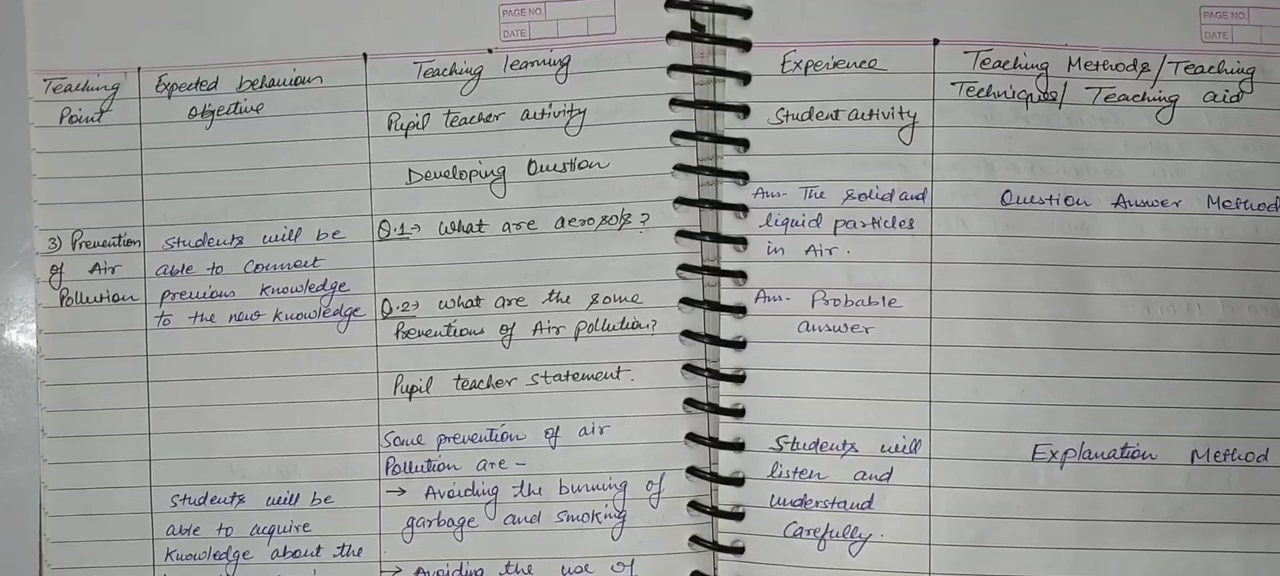 PAGE NO.
DATE
PAGE NO.
DATE
Teaching Point
Expected behaviour objective
Teaching learning
Pupil teacher activity
Experience
Student activity
Teaching Methods/Teaching
Techniques/ Teaching aid
Developing Question
3) Prevention
of Air
Pollution
Students will be
able to connect
previous knowledge
to the new knowledge
Q.1→ What are aerosols?
Ans- The solid and
liquid particles
in Air.
Question Answer Method
Q.2→ What are the some
Preventions of Air pollution?
Ans- Probable
answer
Pupil teacher statement.
Some prevention of air
Pollution are -
→ Avoiding the burning of
garbage and smoking
→ Avoiding the use of
Students will be
able to acquire
knowledge about the
Students will
listen and
understand
Carefully.
Explanation Method